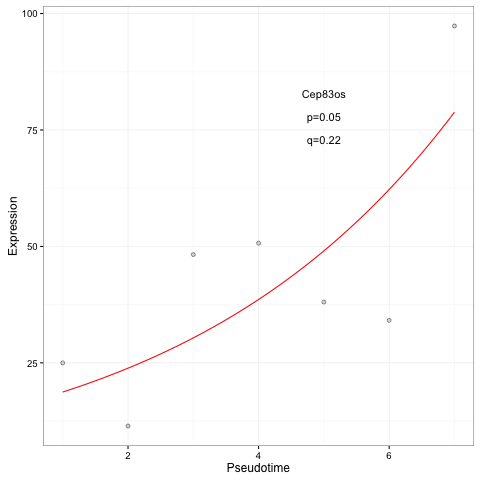 100
75
50
25
Expression
Cep83os
p=0.05
q=0.22
2 4 6
Pseudotime